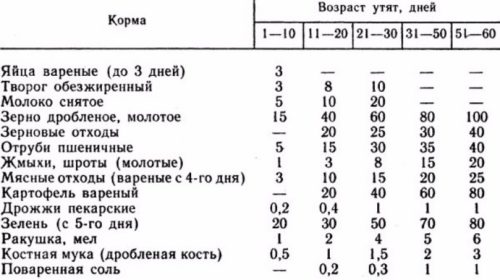 Корма Возраст утят, дней
1—10 11—20 21—30 31—50 51—60
Яйца вареные (до 3 дней) 3 — — — —
Творог обезжиренный 3 8 10 — —
Молоко снятое 5 10 20 — —
Зерно дробленое, молотое 15 40 60 80 100
Зерновые отходы — 20 25 30 40
Отруби пшеничные 5 15 30 35 40
Жмыхи, шроты (молотые) 1 3 8 15 20
Мясные отходы (вареные с 4-го дня) 3 10 15 20 25
Картофель вареный — 20 40 60 80
Дрожжи пекарские 0,2 0,4 1 1 1
Зелень (с 5-го дня) 20 30 50 70 80
Ракушка, мел 1 2 4 5 6
Костная мука (дробленая кость) 0,5 1 1,5 2 3
Поваренная соль — 0,2 0,3 1 1